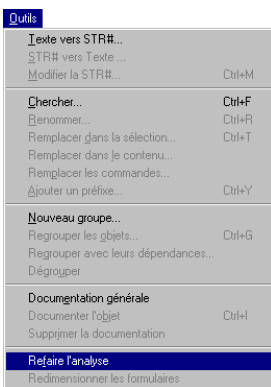 Outils
Texte vers STR#...
STR# vers Texte ...
Modifier la STR#... Ctrl+M
Chercher... Ctrl+F
Renommer... Ctrl+R
Remplacer dans la sélection... Ctrl+T
Remplacer dans le contenu...
Remplacer les commandes...
Ajouter un préfixe... Ctrl+Y
Nouveau groupe...
Regrouper les objets... Ctrl+G
Regrouper avec leurs dépendances...
Dégrouper
Documentation générale
Documenter l'objet Ctrl+I
Supprimer la documentation
Refaire l'analyse
Redimensionner les formulaires